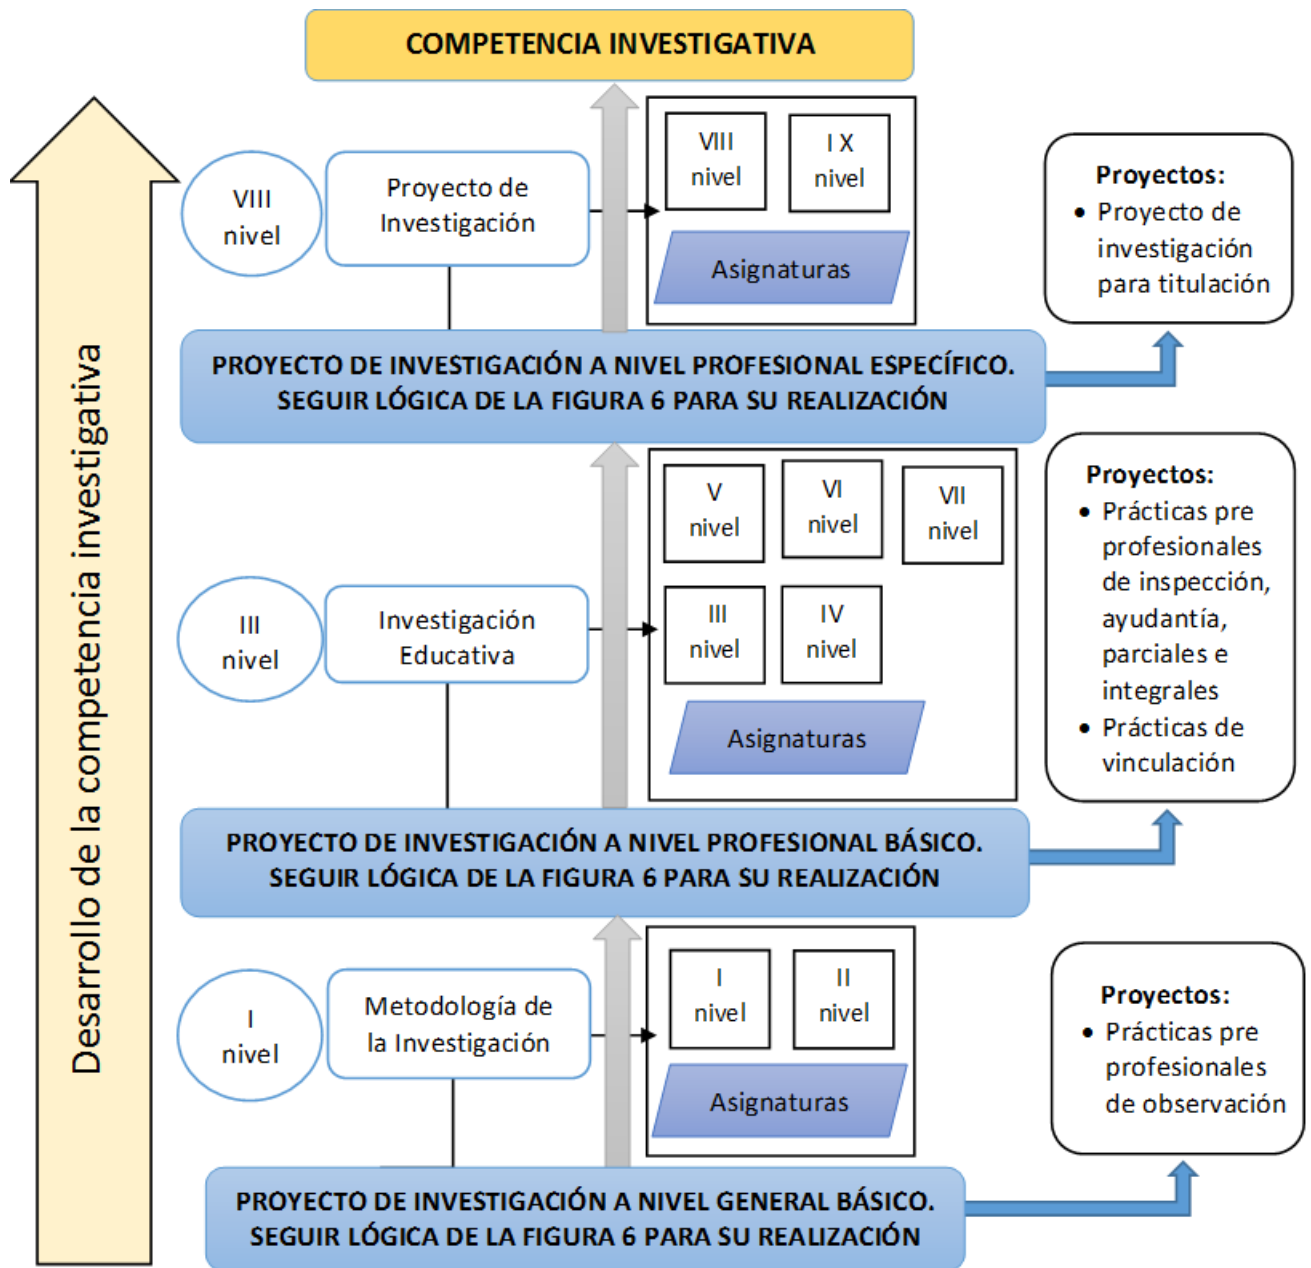 COMPETENCIA INVESTIGATIVA
Desarrollo de la competencia investigativa
VIII
nivel
Proyecto de
Investigación
VIII
nivel
I X
nivel
Asignaturas
Proyectos:
• Proyecto de
investigación
para titulación
PROYECTO DE INVESTIGACIÓN A NIVEL PROFESIONAL ESPECÍFICO.
SEGUIR LÓGICA DE LA FIGURA 6 PARA SU REALIZACIÓN
III
nivel
Investigación
Educativa
V
nivel
VI
nivel
VII
nivel
III
nivel
IV
nivel
Asignaturas
Proyectos:
• Prácticas pre
profesionales
de inspección,
ayudantía,
parciales e
integrales
• Prácticas de
vinculación
PROYECTO DE INVESTIGACIÓN A NIVEL PROFESIONAL BÁSICO.
SEGUIR LÓGICA DE LA FIGURA 6 PARA SU REALIZACIÓN
I
nivel
Metodología de
la Investigación
I
nivel
II
nivel
Asignaturas
Proyectos:
• Prácticas pre
profesionales
de observación
PROYECTO DE INVESTIGACIÓN A NIVEL GENERAL BÁSICO.
SEGUIR LÓGICA DE LA FIGURA 6 PARA SU REALIZACIÓN